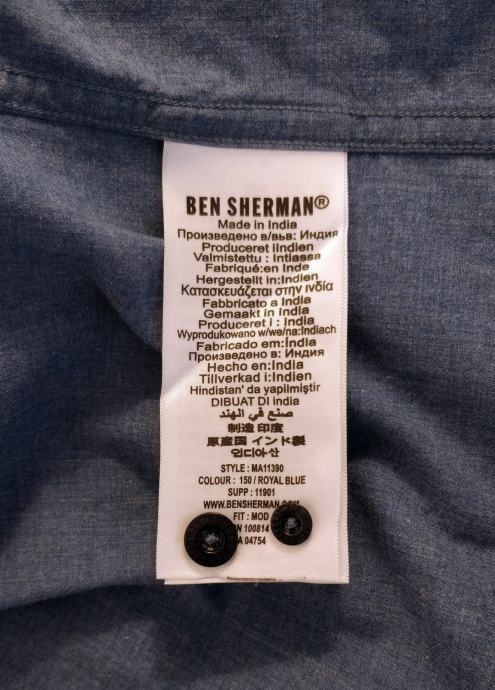 BEN SHERMAN®
Made in India
Произведено в/вьв: Индия
Produceret iIndien
Valmistettu : Intiassa
Fabriqué:en Inde
Hergestellt in:Indien
Κατασκευάζεται στην Ινδία
Fabbricato a India
Gemaakt in India
Produceret i : India
Wyprodukowano w/we/na:Indiach
Fabricado em:India
Произведено в: Индия
Hecho en:India
Tillverkad i:Indien
Hindistan' da yapilmiştir
DIBUAT DI india
صنع في الهند
制造 印度
原産国 インド製
인디아산
STYLE : MA11390
COLOUR : 150 / ROYAL BLUE
SUPP : 11901
WWW.BENSHERMAN.COM
FIT : MOD
100814
04754